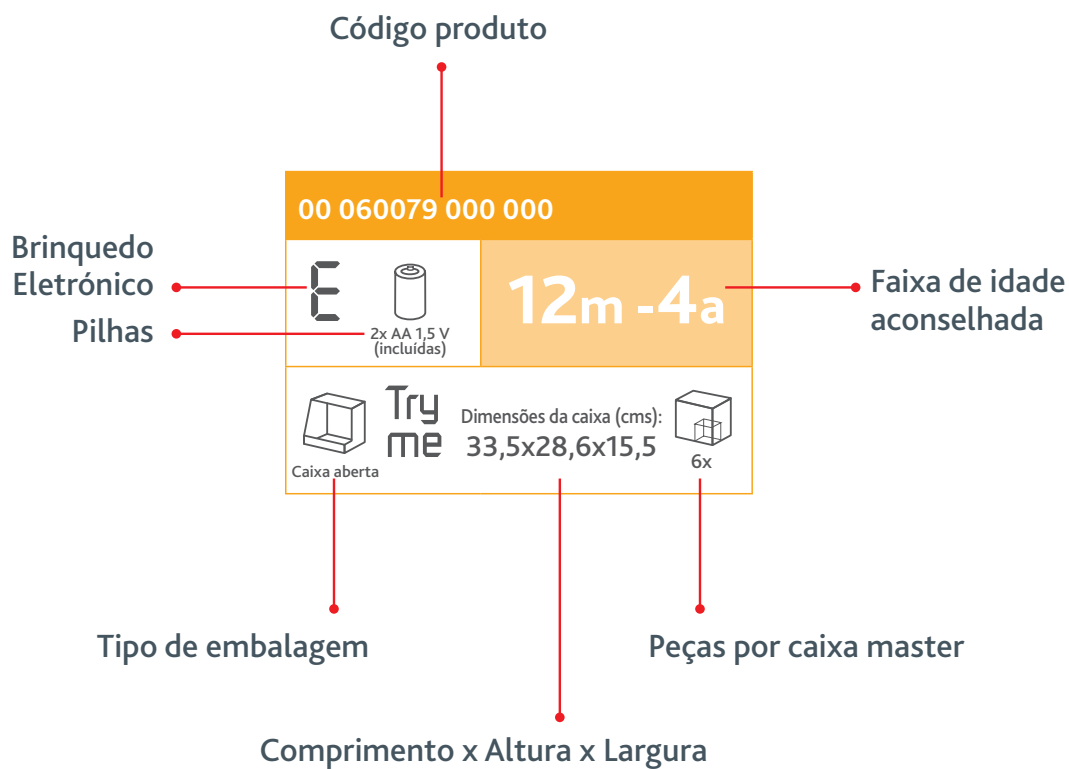 Código produto
00 060079 000 000
Brinquedo
Eletrónico
Pilhas
E
2x AA 1,5 V
(incluídas)
12m -4a
Faixa de idade
aconselhada
Caixa aberta
Try
me
Dimensões da caixa (cms):
33,5x28,6x15,5
6x
Tipo de embalagem
Peças por caixa master
Comprimento x Altura x Largura